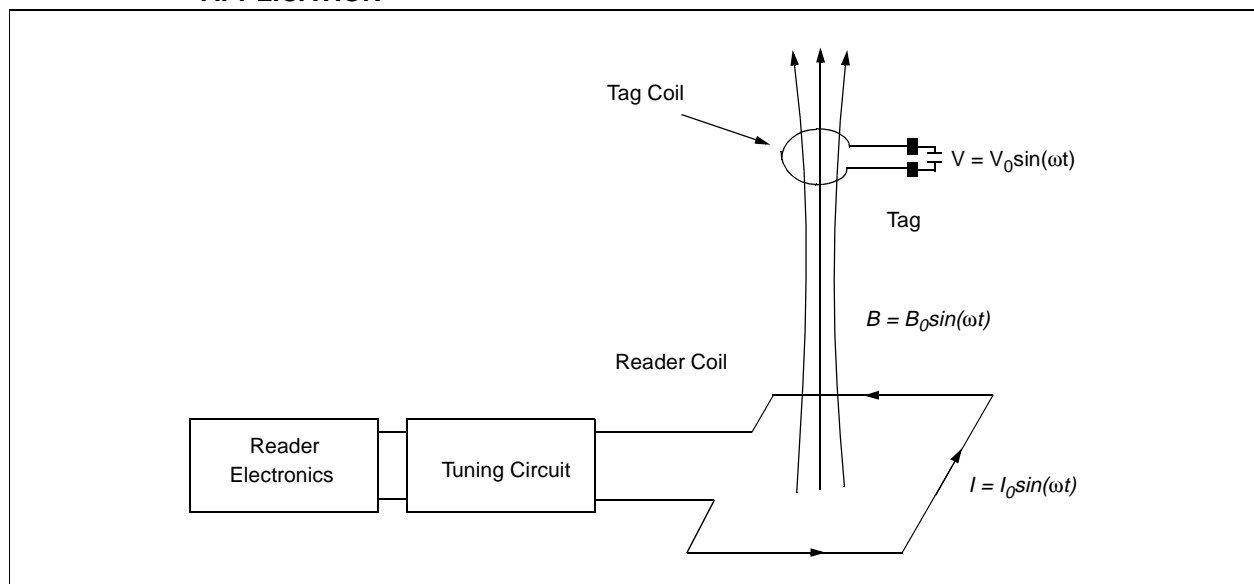 Tag Coil
V = V0sin(ωt)
Tag
B = B0sin(ωt)
Reader Coil
Reader
Electronics
Tuning Circuit
I = I0sin(ωt)